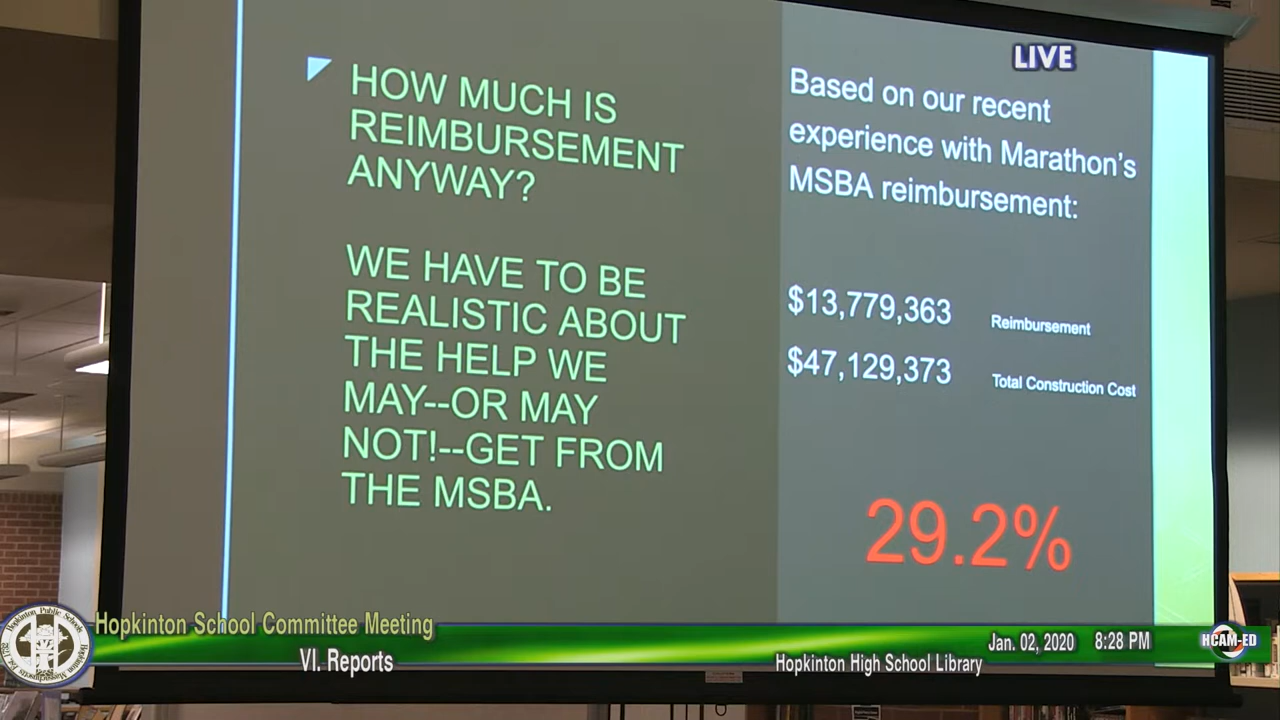 LIVE
HOW MUCH IS
REIMBURSEMENT
ANYWAY?
WE HAVE TO BE
REALISTIC ABOUT
THE HELP WE
MAY--OR MAY
NOT!--GET FROM
THE MSBA.
Based on our recent
experience with Marathon's
MSBA reimbursement:
$13,779,363 Reimbursement
$47,129,373 Total Construction Cost
29.2%
Hopkinton School Committee Meeting
VI. Reports
Jan. 02, 2020 8:28 PM
Hopkinton High School Library
HCAM-ED
Hopkinton Public Schools
H